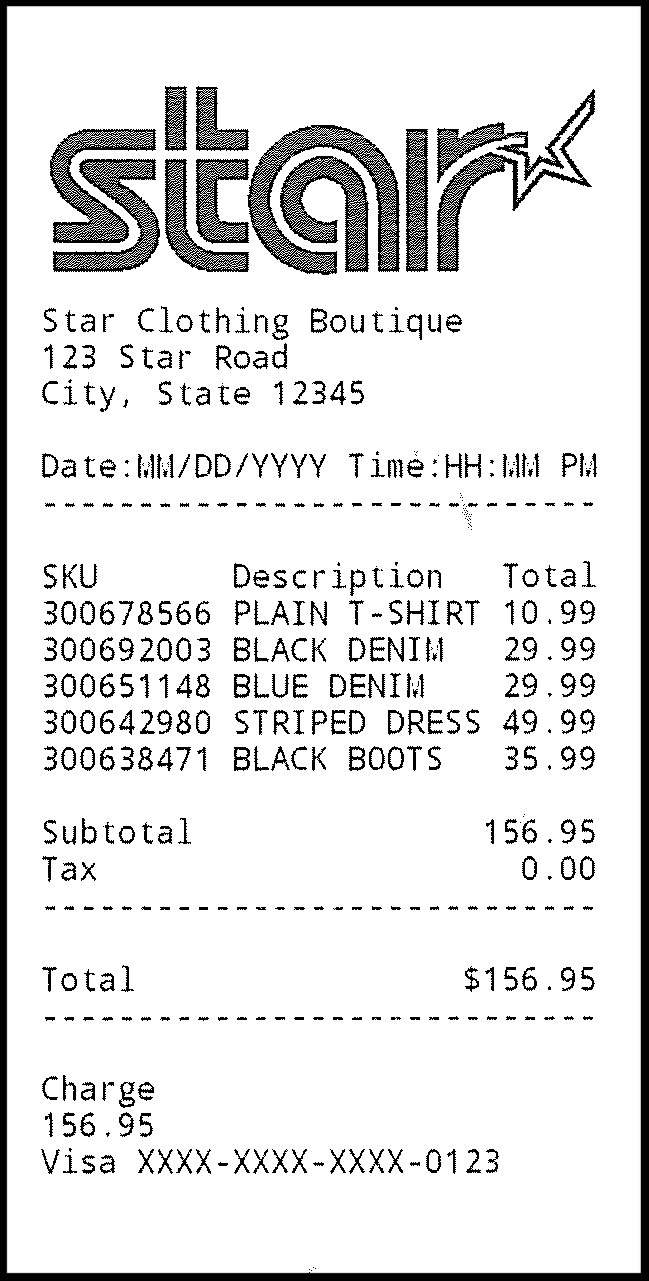 star
Star Clothing Boutique
123 Star Road
City, State 12345
Date:MM/DD/YYYY Time:HH:MM PM
------------------------------
SKU Description Total
300678566 PLAIN T-SHIRT 10.99
300692003 BLACK DENIM 29.99
300651148 BLUE DENIM 29.99
300642980 STRIPED DRESS 49.99
300638471 BLACK BOOTS 35.99
Subtotal 156.95
Tax 0.00
------------------------------
Total $156.95
------------------------------
Charge
156.95
Visa XXXX-XXXX-XXXX-0123